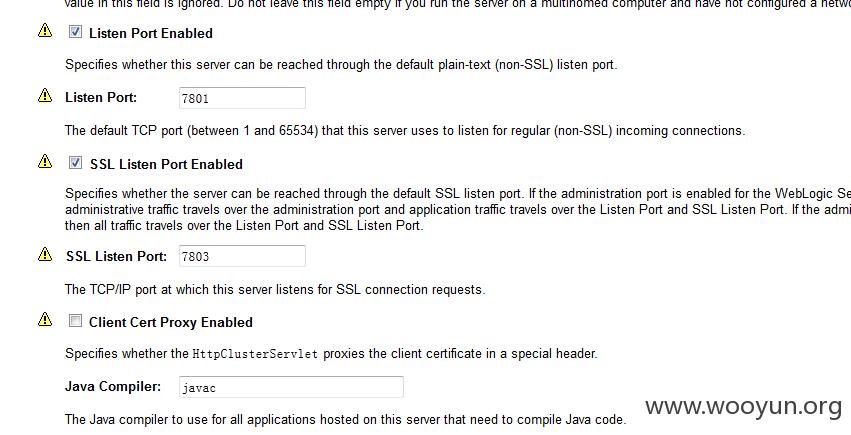 value in this field is ignored. Do not leave this field empty if you run the server on a multihomed computer and have not configured a
Listen Port Enabled
Specifies whether this server can be reached through the default plain-text (non-SSL) listen port.
Listen Port: 7801
The default TCP port (between 1 and 65534) that this server uses to listen for regular (non-SSL) incoming connections.
SSL Listen Port Enabled
Specifies whether the server can be reached through the default SSL listen port. If the administration port is enabled for the WebLogic Se
administrative traffic travels over the administration port and application traffic travels over the Listen Port and SSL Listen Port. If the admi
then all traffic travels over the Listen Port and SSL Listen Port.
SSL Listen Port: 7803
The TCP/IP port at which this server listens for SSL connection requests.
Client Cert Proxy Enabled
Specifies whether the HttpClusterServlet proxies the client certificate in a special header.
Java Compiler: javac
The Java compiler to use for all applications hosted on this server that need to compile Java code.
www.wooyun.org